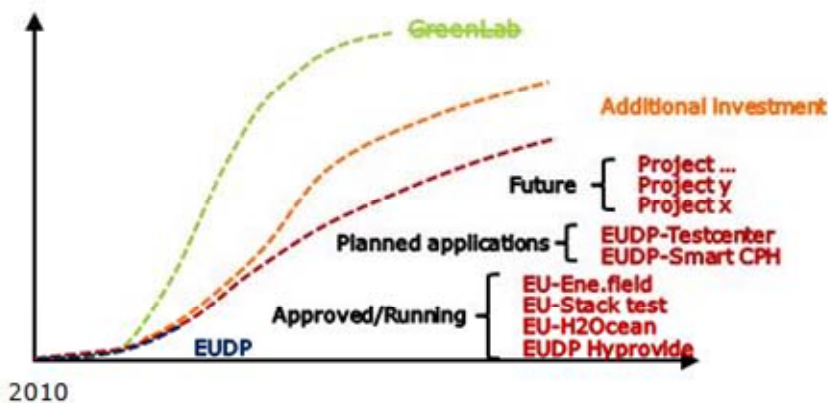 GreenLab
Additional investment
Future
Project ...
Project y
Project x
Planned applications
EUDP-Testcenter
EUDP-Smart CPH
Approved/Running
EU-Ene.field
EU-Stack test
EU-H2Ocean
EUDP Hyprovide
EUDP
2010